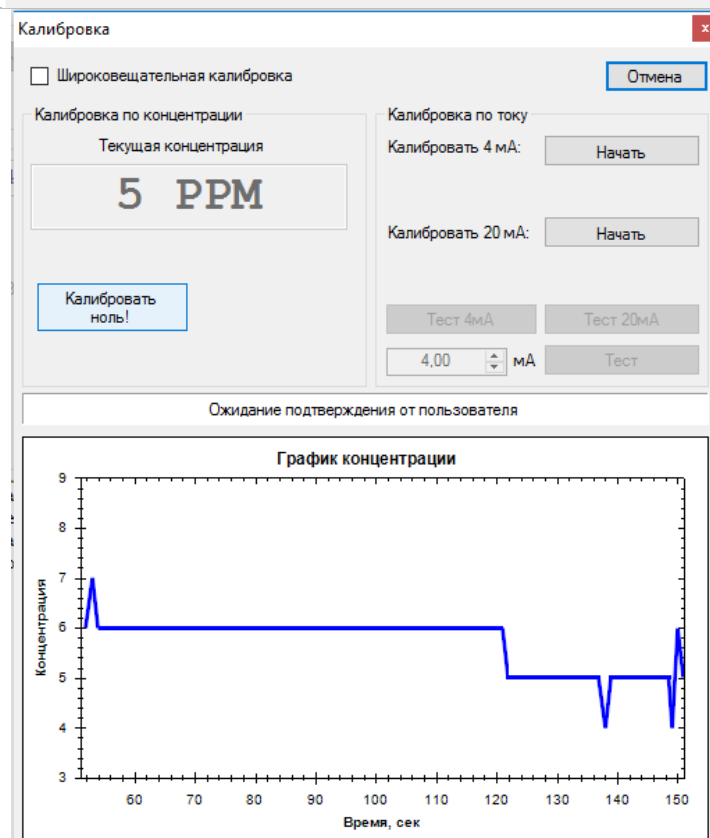 Калибровка
x
Широковещательная калибровка
Отмена
Калибровка по концентрации
Текущая концентрация
5 PPM
Калибровать
ноль!
Калибровка по току
Калибровать 4 мА:
Начать
Калибровать 20 мА:
Начать
Тест 4мА
Тест 20мА
4,00
мА
Тест
Ожидание подтверждения от пользователя
График концентрации
Концентрация
9
8
7
6
5
4
3
60 70 80 90 100 110 120 130 140 150
Время, сек